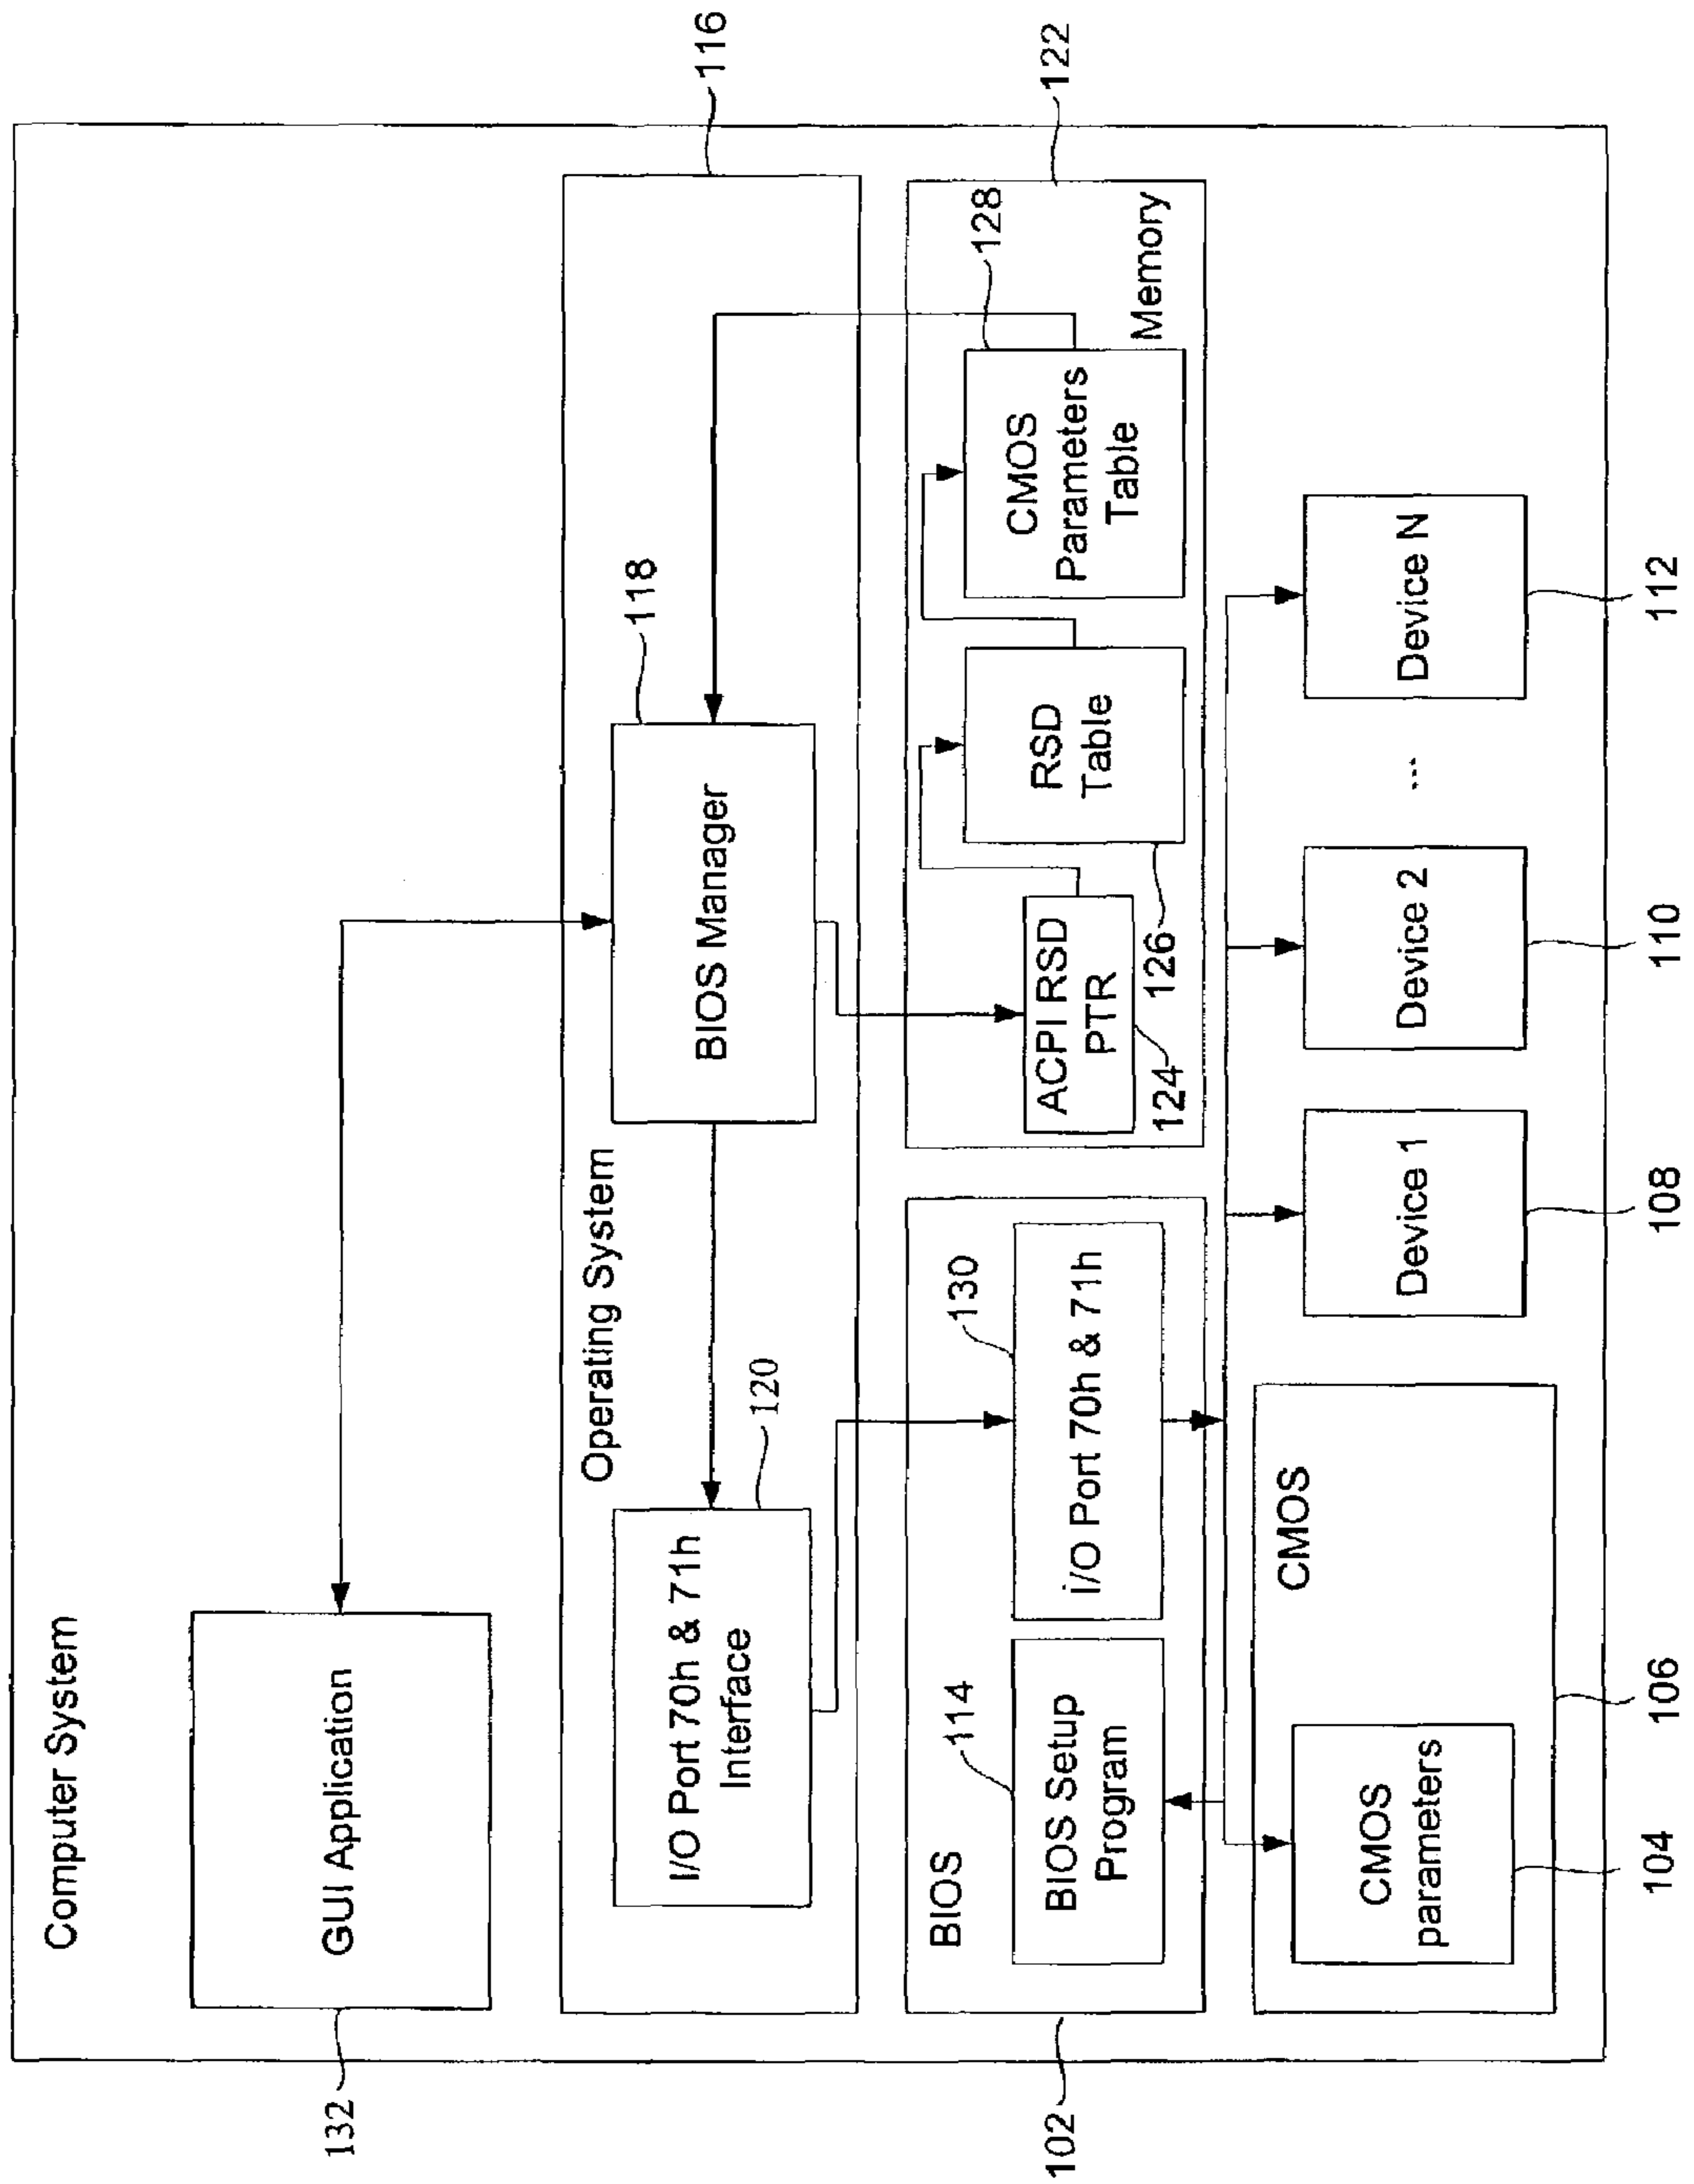 Computer System
GUI Application
132
116
Operating System
I/O Port 70h & 71h
Interface
120
BIOS Manager
118
BIOS
102
BIOS Setup
Program
114
i/O Port 70h & 71h
130
122
Memory
ACPI RSD
PTR
124
RSD
Table
126
CMOS
Parameters
Table
128
CMOS
CMOS
parameters
104
106
Device 1
108
Device 2
110
...
Device N
112